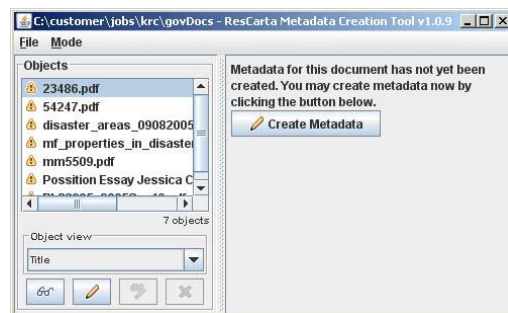 C:\customer\jobs\krc\govDocs - ResCarta Metadata Creation Tool v1.0.9
File Mode
Objects
23486.pdf
54247.pdf
disaster_areas_09082005
mf_properties_in_disaster
mm5509.pdf
Possition Essay Jessica C
7 objects
Object view
Title
Metadata for this document has not yet been
created. You may create metadata now by
clicking the button below.
Create Metadata